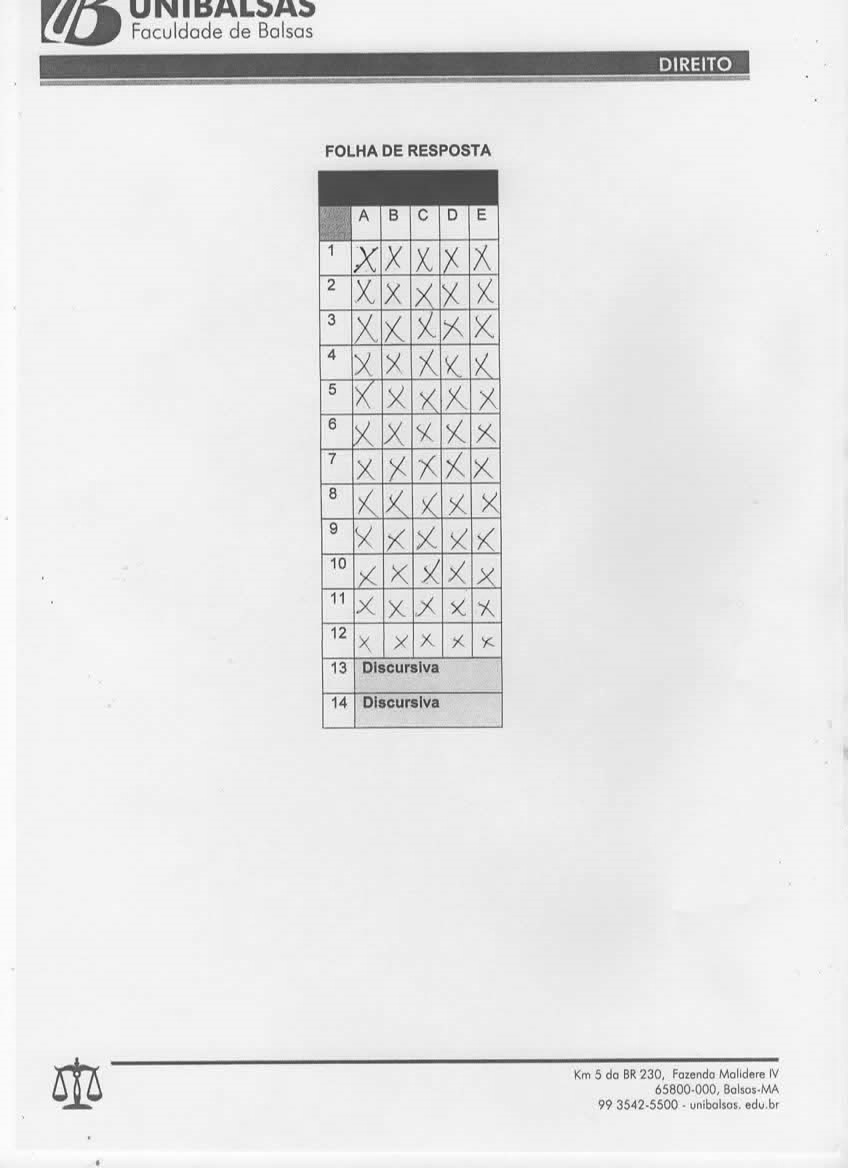 UNIBALSAS
Faculdade de Balsas
DIREITO
FOLHA DE RESPOSTA
A B C D E
1 X X X X X
2 X X X X X
3 X X X X X
4 X X X X X
5 X X X X X
6 X X X X X
7 X X X X X
8 X X X X X
9 X X X X X
10 X X X X X
11 X X X X X
12 X X X X X
13 Discursiva
14 Discursiva
Km 5 da BR 230, Fazenda Malidere IV
65800-000, Balsas-MA
99 3542-5500 - unibalsas. edu.br